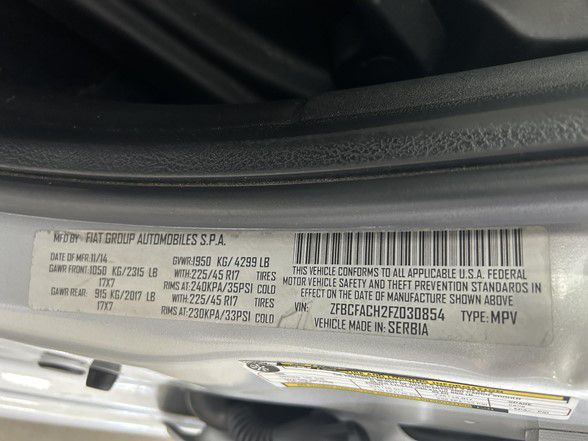 MFD BY FIAT GROUP AUTOMOBILES S.P.A.
DATE OF MFR:11/14 GVWR:1950 KG/4299 LB
GAWR FRONT:1050 KG/2315 LB WITH:225/45 R17 TIRES
17X7 RIMS AT:240KPA/35PSI COLD
GAWR REAR: 915 KG/2017 LB WITH:225/45 R17 TIRES
17X7 RIMS AT:230KPA/33PSI COLD
THIS VEHICLE CONFORMS TO ALL APPLICABLE U.S.A. FEDERAL
MOTOR VEHICLE SAFETY AND THEFT PREVENTION STANDARDS IN
EFFECT ON THE DATE OF MANUFACTURE SHOWN ABOVE
VIN: ZFBCFACH2FZ030854 TYPE: MPV
VEHICLE MADE IN: SERBIA